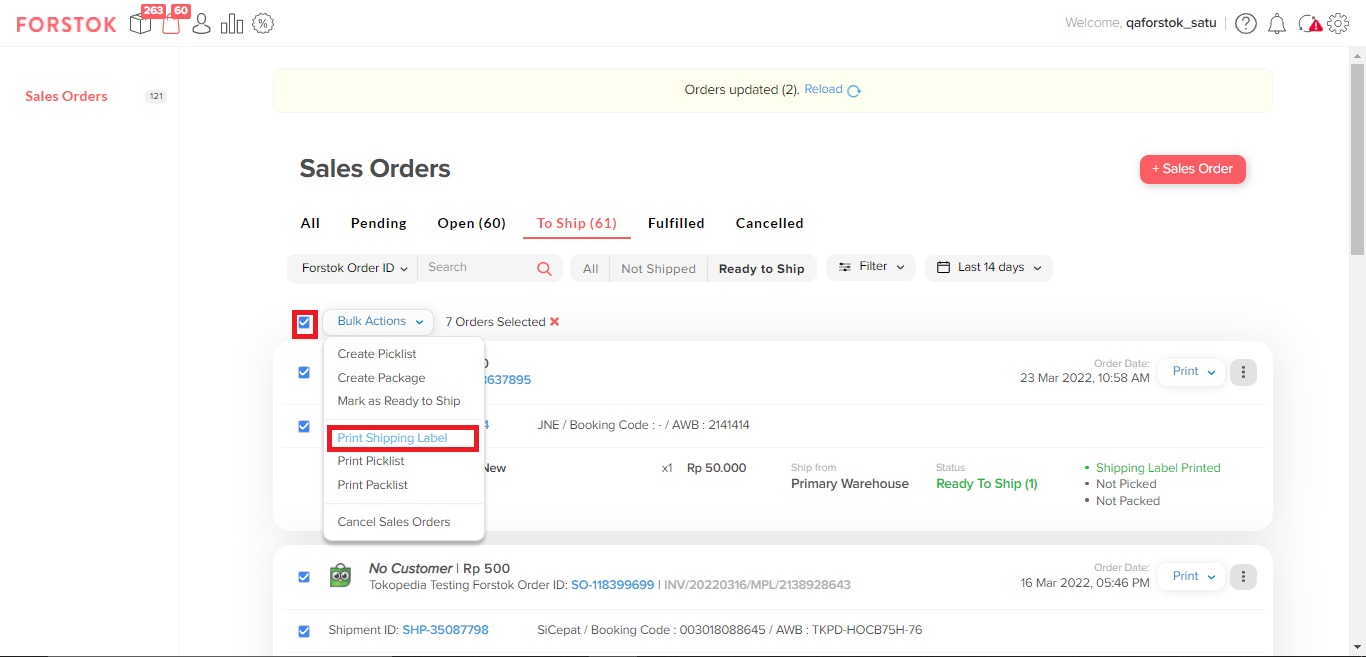 FORSTOK 263 60 Welcome, qaforstok_satu
Sales Orders 121
Orders updated (2). Reload
Sales Orders + Sales Order
All Pending Open (60) To Ship (61) Fulfilled Cancelled
Forstok Order ID Search All Not Shipped Ready to Ship Filter Last 14 days
Bulk Actions 7 Orders Selected
Create Picklist
Create Package
Mark as Ready to Ship
Print Shipping Label
Print Picklist
Print Packlist
Cancel Sales Orders
Order Date:
3637895 23 Mar 2022, 10:58 AM Print
JNE / Booking Code : - / AWB : 2141414
New x1 Rp 50.000 Ship from Status
Primary Warehouse Ready To Ship (1)
• Shipping Label Printed
• Not Picked
• Not Packed
No Customer | Rp 500 Order Date:
Tokopedia Testing Forstok Order ID: SO-118399699 | INV/20220316/MPL/2138928643 16 Mar 2022, 05:46 PM Print
Shipment ID: SHP-35087798 SiCepat / Booking Code : 003018088645 / AWB : TKPD-HOCB75H-76